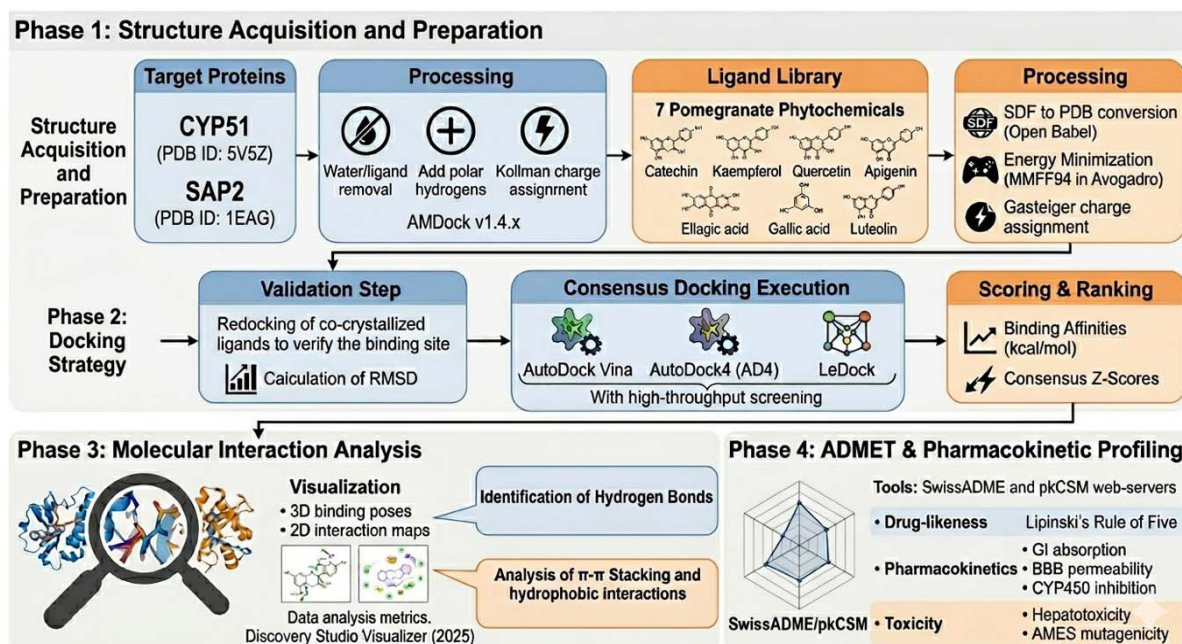 Phase 1: Structure Acquisition and Preparation
Structure
Acquisition
and
Preparation
Target Proteins
CYP51
(PDB ID: 5V5Z)
SAP2
(PDB ID: 1EAG)
Processing
Water/ligand
removal
Add polar
hydrogens
Kollman charge
assignrnent
AMDock v1.4.x
Ligand Library
7 Pomegranate Phytochemicals
Catechin
Kaempferol
Quercetin
Apigenin
Ellagic acid
Gallic acid
Luteolin
Processing
SDF
SDF to PDB conversion
(Open Babel)
Energy Minimization
(MMFF94 in Avogadro)
Gasteiger charge
assignment
Phase 2:
Docking
Strategy
Validation Step
Redocking of co-crystallized
ligands to verify the binding site
Caiculation of RMSD
Consensus Docking Execution
AutoDock Vina
AutoDock4 (AD4)
LeDock
With high-throughput screening
Scoring & Ranking
Binding Affinities
(kcal/mol)
Consensus Z-Scores
Phase 3: Molecular Interaction Analysis
Visualization
• 3D binding poses
• 2D interaction maps
Data analysis metrics.
Discovery Studio Visualizer (2025)
Identification of Hydrogen Bonds
Analysis of π-π Stacking and
hydrophobic interactions
Phase 4: ADMET & Pharmacokinetic Profiling
SwissADME/pkCSM
Tools: SwissADME and pkCSM web-servers
• Drug-likeness
Lipinski's Rule of Five
• Pharmacokinetics
• GI absorption
• BBB permeability
• CYP450 inhibition
• Toxicity
• Hepatotoxicity
• AMES mutagenicity